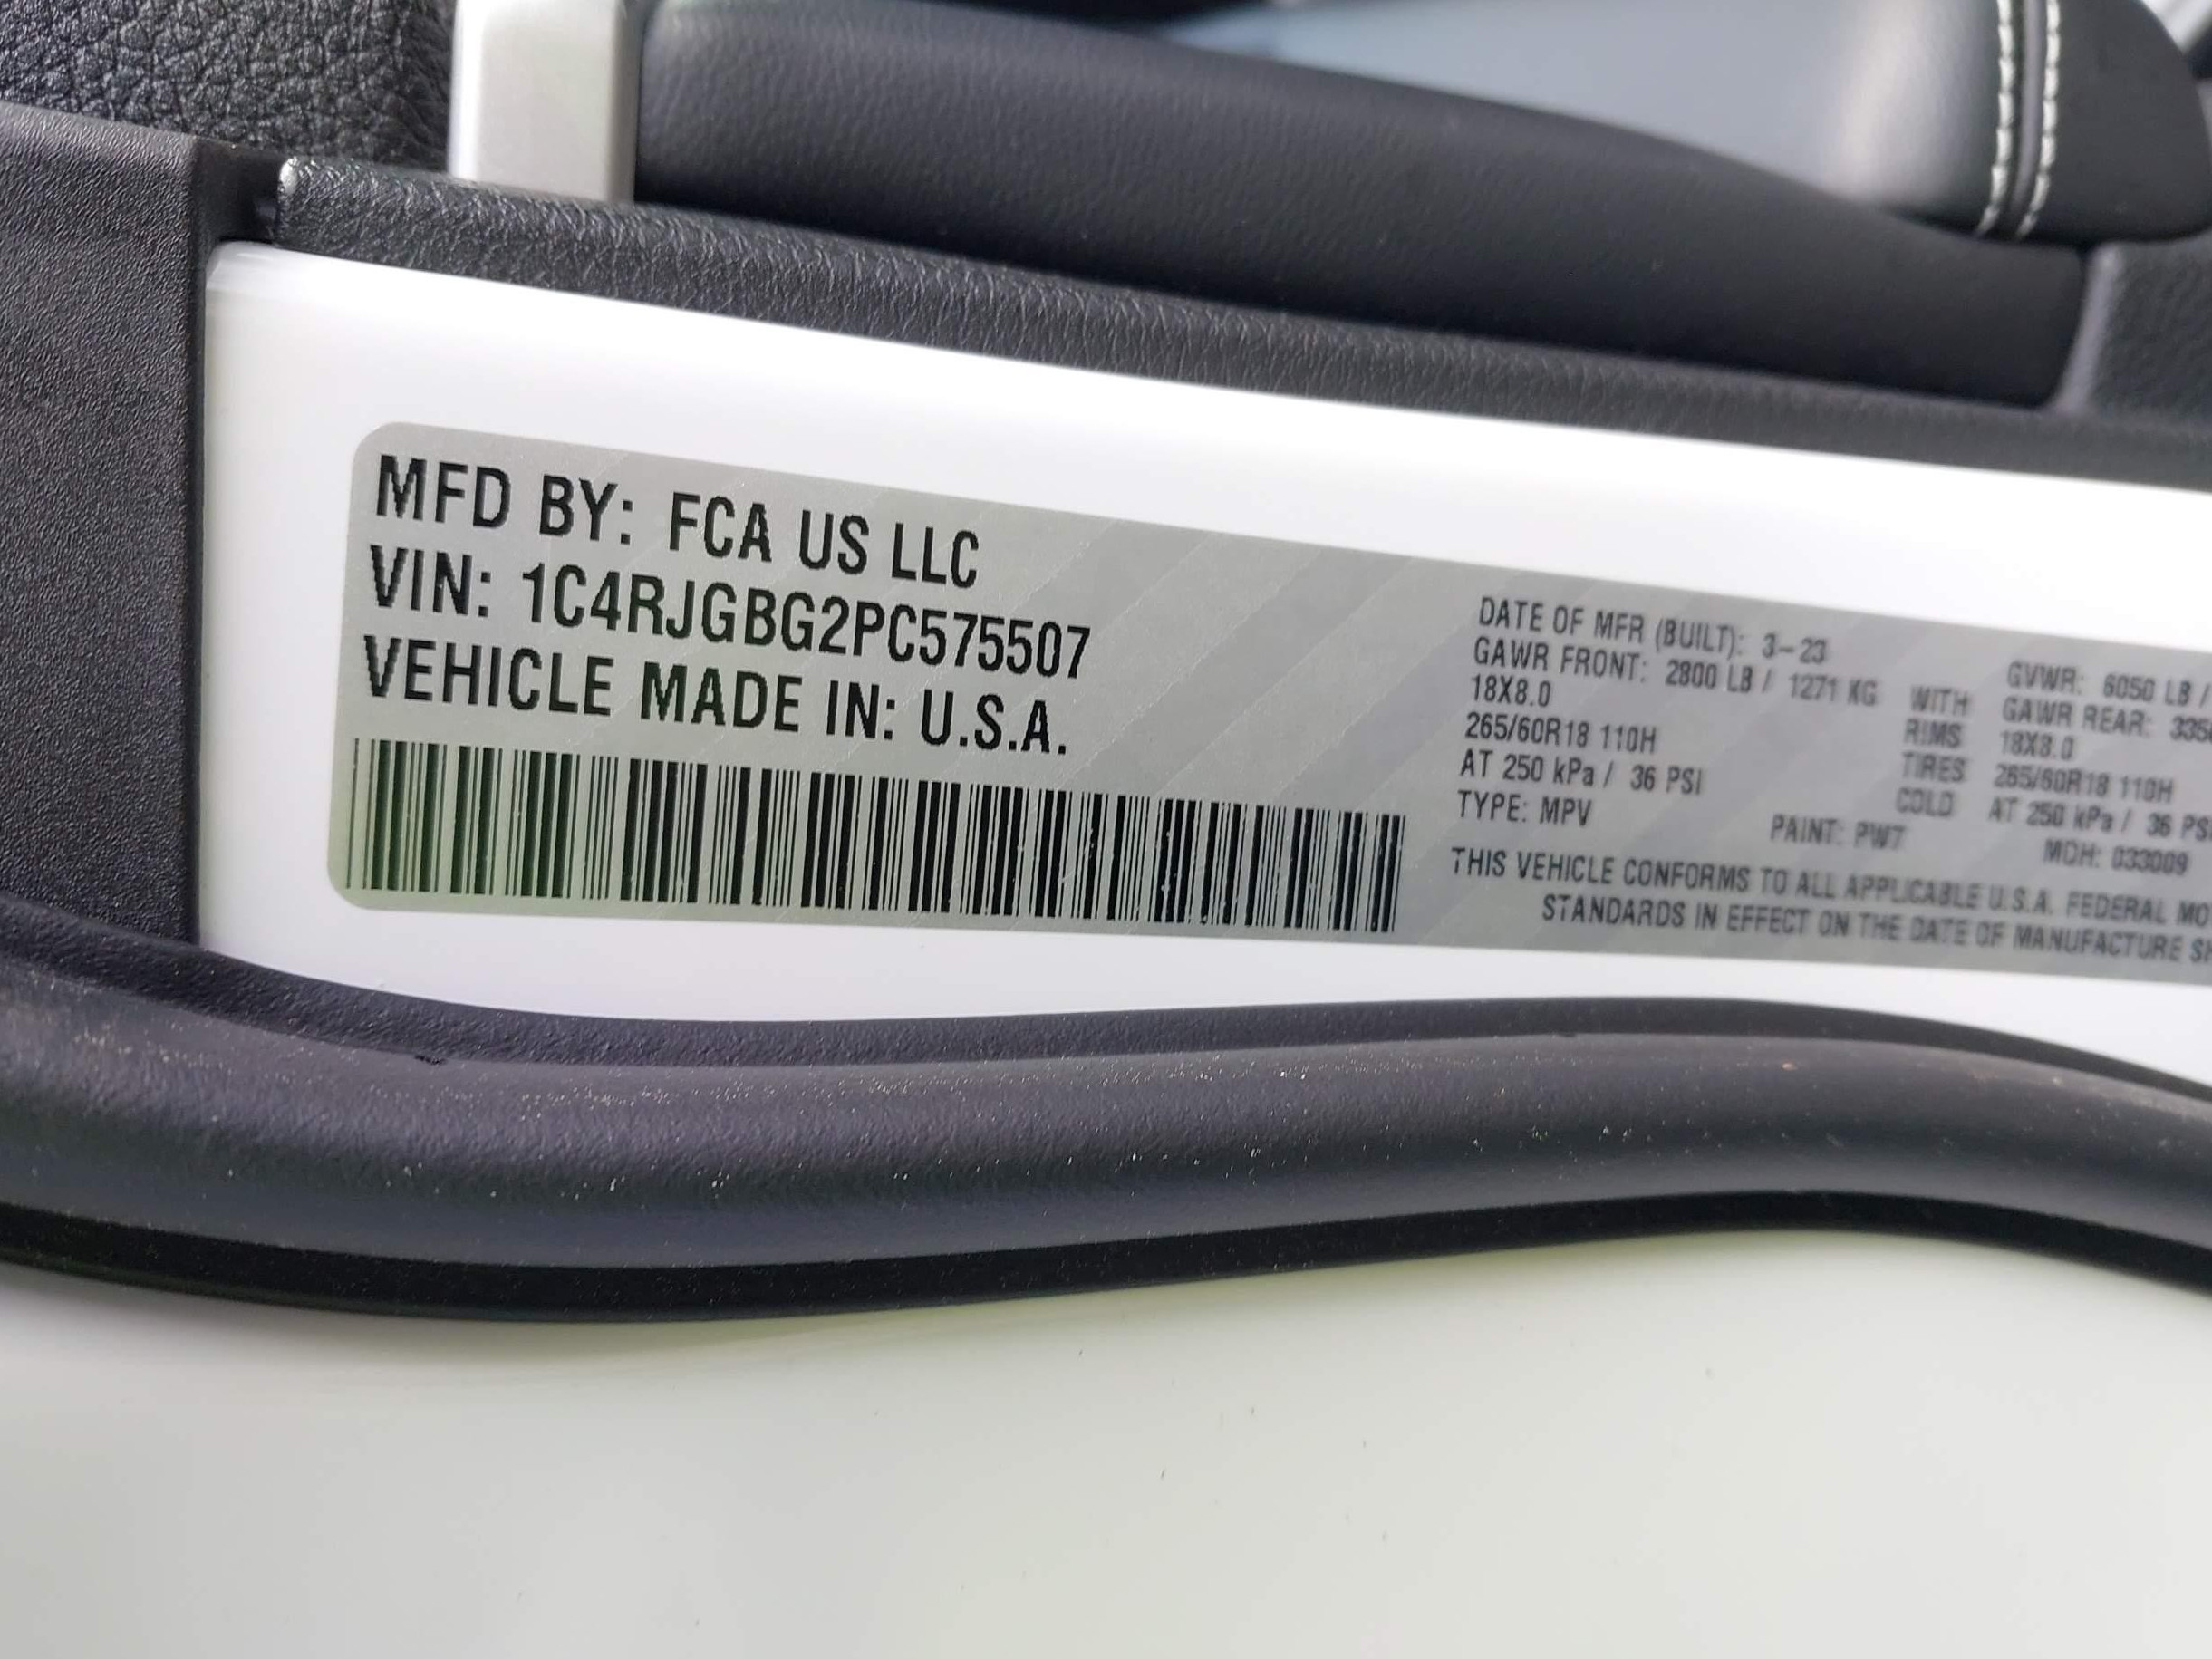 MFD BY: FCA US LLC
VIN: 1C4RJGBG2PC575507
VEHICLE MADE IN: U.S.A.
DATE OF MFR (BUILT): 3-23 GVWR: 6050 LB /
GAWR FRONT: 2800 LB / 1271 KG WITH GAWR REAR:
18X8.0 RIMS 18X8.0
265/60R18 110H TIRES 265/60R18 110H
AT 250 kPa / 36 PSI COLD AT 250 kPa / 36
TYPE: MPV PAINT: PW7 MDH: 033009
THIS VEHICLE CONFORMS TO ALL APPLICABLE U.S.A. FEDERAL
STANDARDS IN EFFECT ON THE DATE OF MANUFACTURE